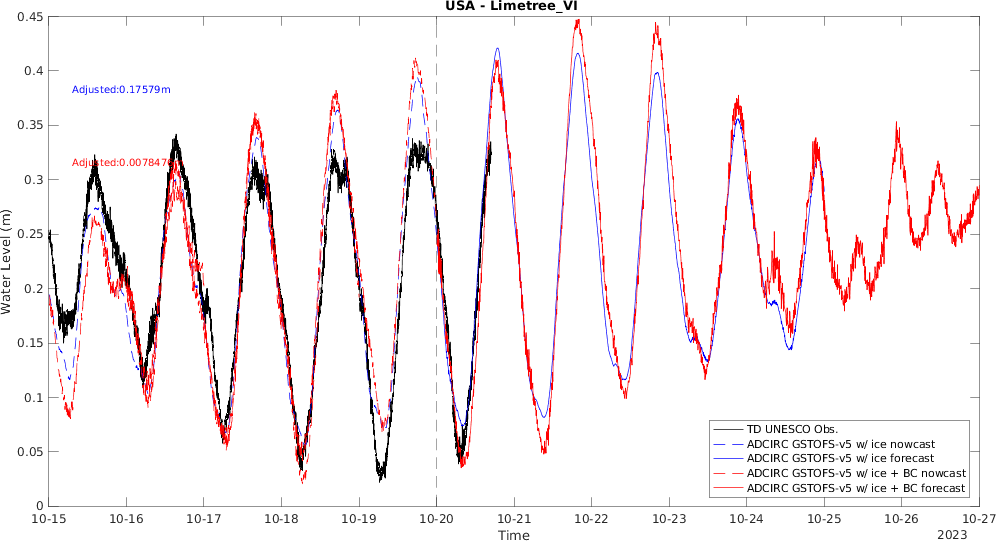 USA - Limetree_VI
0.45
0.4
0.35
0.3
0.25
0.2
0.15
0.1
0.05
0
Water Level (m)
Adjusted:0.17579m
Adjusted:0.0078476m
TD UNESCO Obs.
ADCIRC GSTOFS-v5 w/ ice nowcast
ADCIRC GSTOFS-v5 w/ ice forecast
ADCIRC GSTOFS-v5 w/ ice + BC nowcast
ADCIRC GSTOFS-v5 w/ ice + BC forecast
10-15 10-16 10-17 10-18 10-19 10-20 10-21 10-22 10-23 10-24 10-25 10-26 10-27
Time
2023